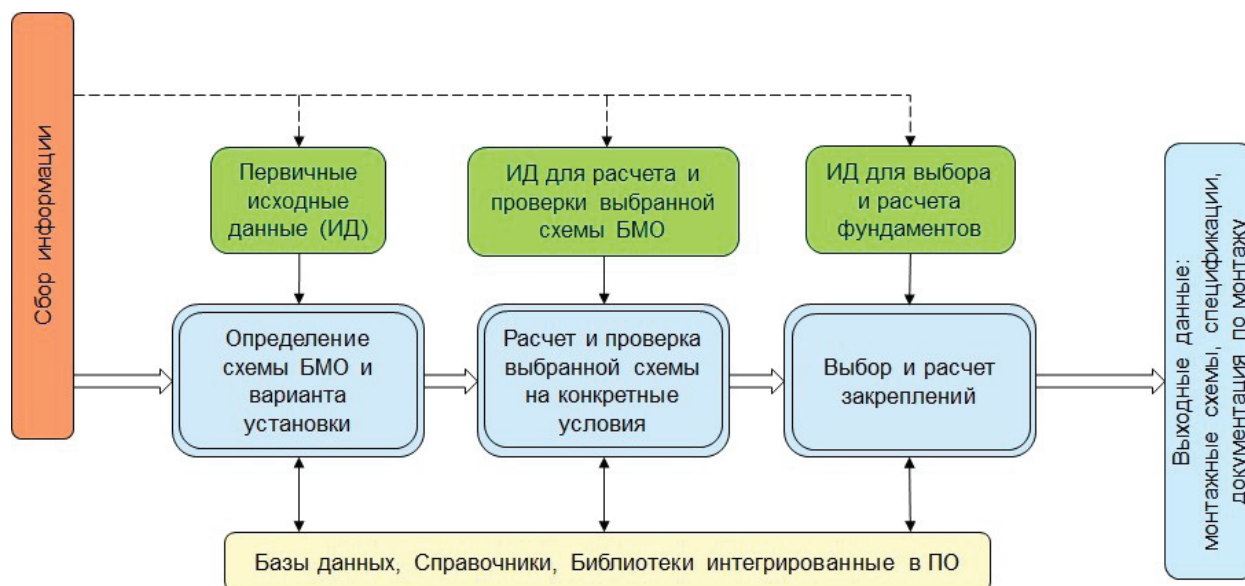 Сбор информации
Первичные
исходные
данные (ИД)
ИД для расчета и
проверки выбранной
схемы БМО
ИД для выбора
и расчета
фундаментов
Определение
схемы БМО и
варианта
установки
Расчет и проверка
выбранной схемы
на конкретные
условия
Выбор и расчет
закреплений
Выходные данные:
монтажные схемы, спецификации,
документация по монтажу
Базы данных, Справочники, Библиотеки интегрированные в ПО